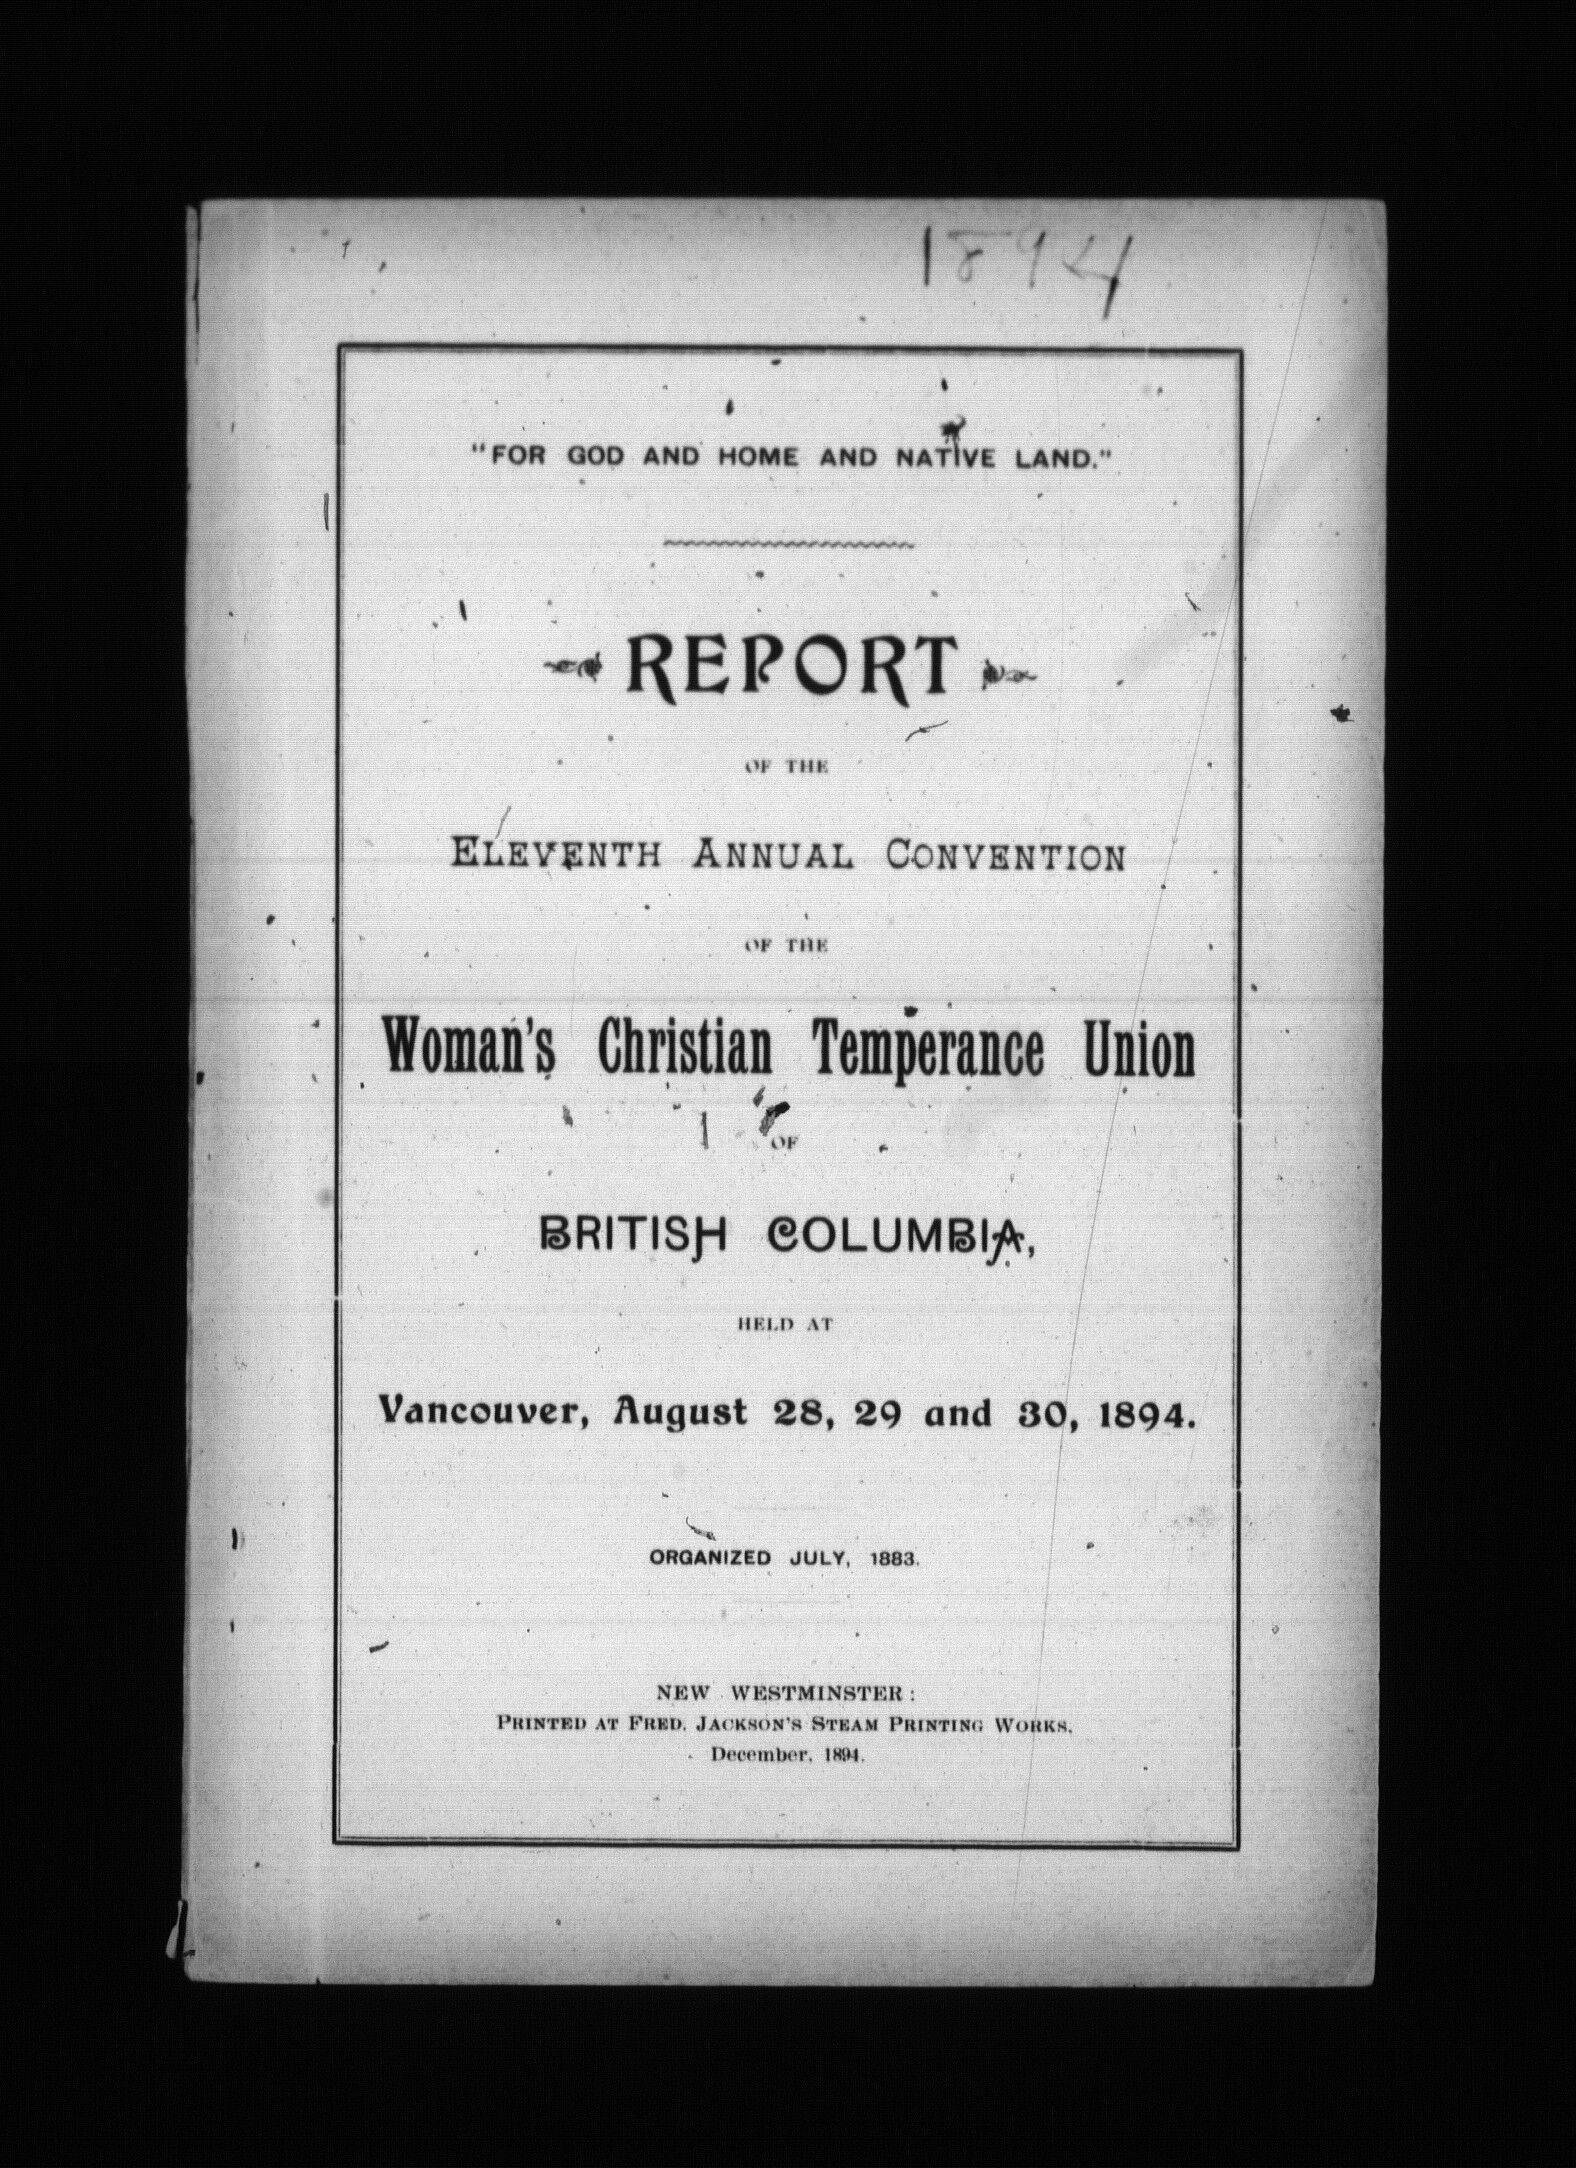 1894
"FOR GOD AND HOME AND NATIVE LAND."
REPORT
OF THE
ELEVENTH ANNUAL CONVENTION
OF THE
Woman's Christian Temperance Union
OF
BRITISH COLUMBIA,
HELD AT
Vancouver, August 28, 29 and 30, 1894.
ORGANIZED JULY, 1883.
NEW WESTMINSTER:
PRINTED AT FRED. JACKSON'S STEAM PRINTING WORKS.
December, 1894.